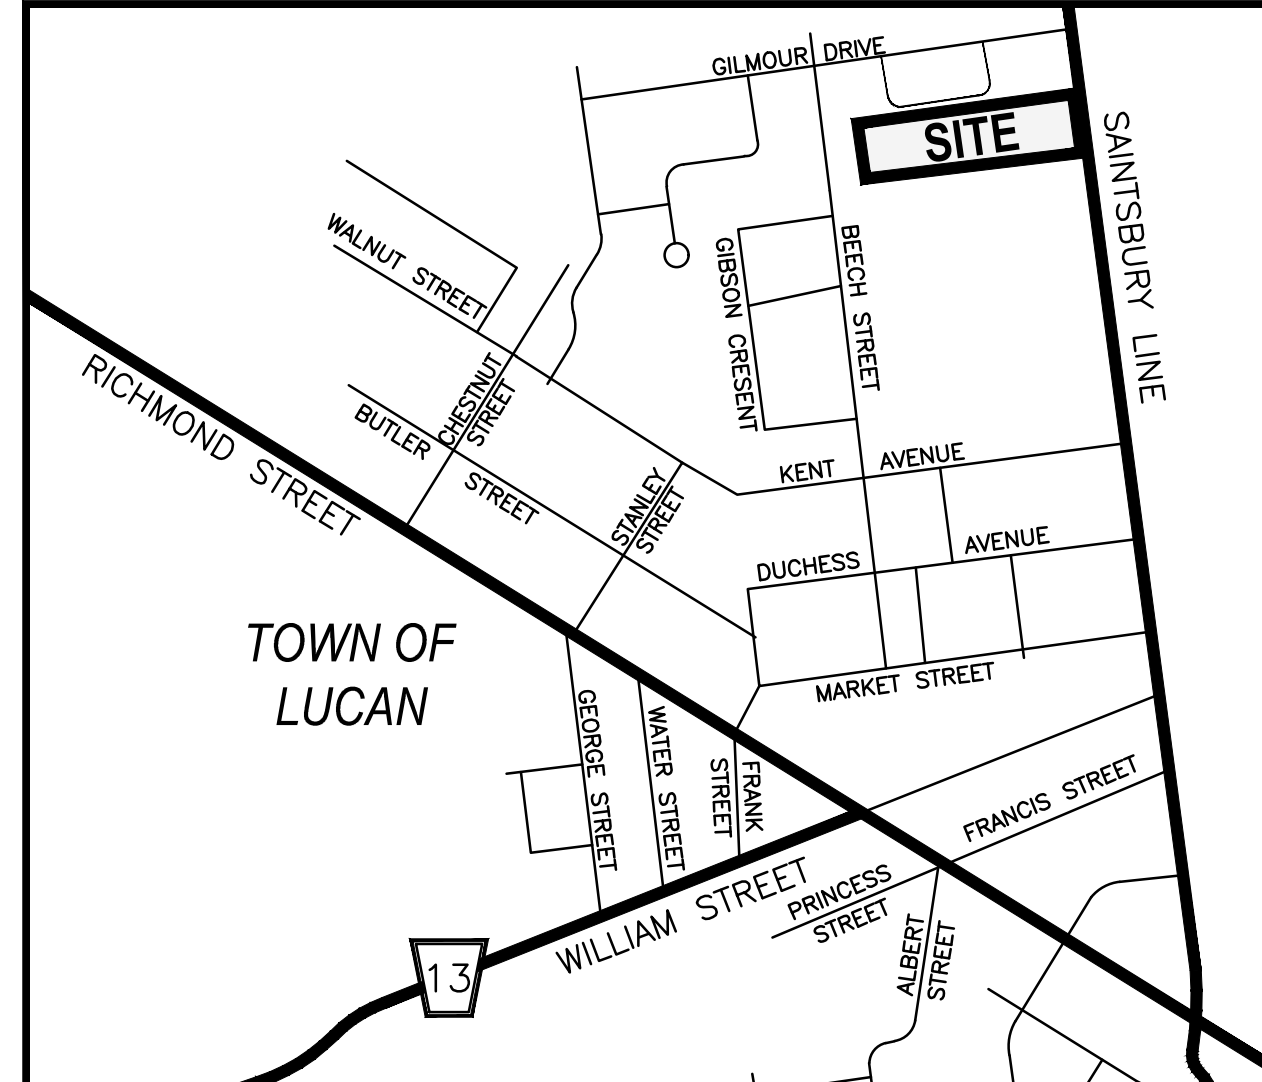 GILMOUR DRIVE
SITE
SAINTSBURY LINE
WALNUT STREET
GIBSON CRESENT
BEECH STREET
RICHMOND STREET
CHESTNUT
STREET
BUTLER STREET
STANLEY
STREET
KENT AVENUE
DUCHESS AVENUE
TOWN OF
LUCAN
MARKET STREET
GEORGE STREET
WATER STREET
FRANK
STREET
FRANCIS STREET
WILLIAM STREET
PRINCESS
STREET
ALBERT
STREET
13